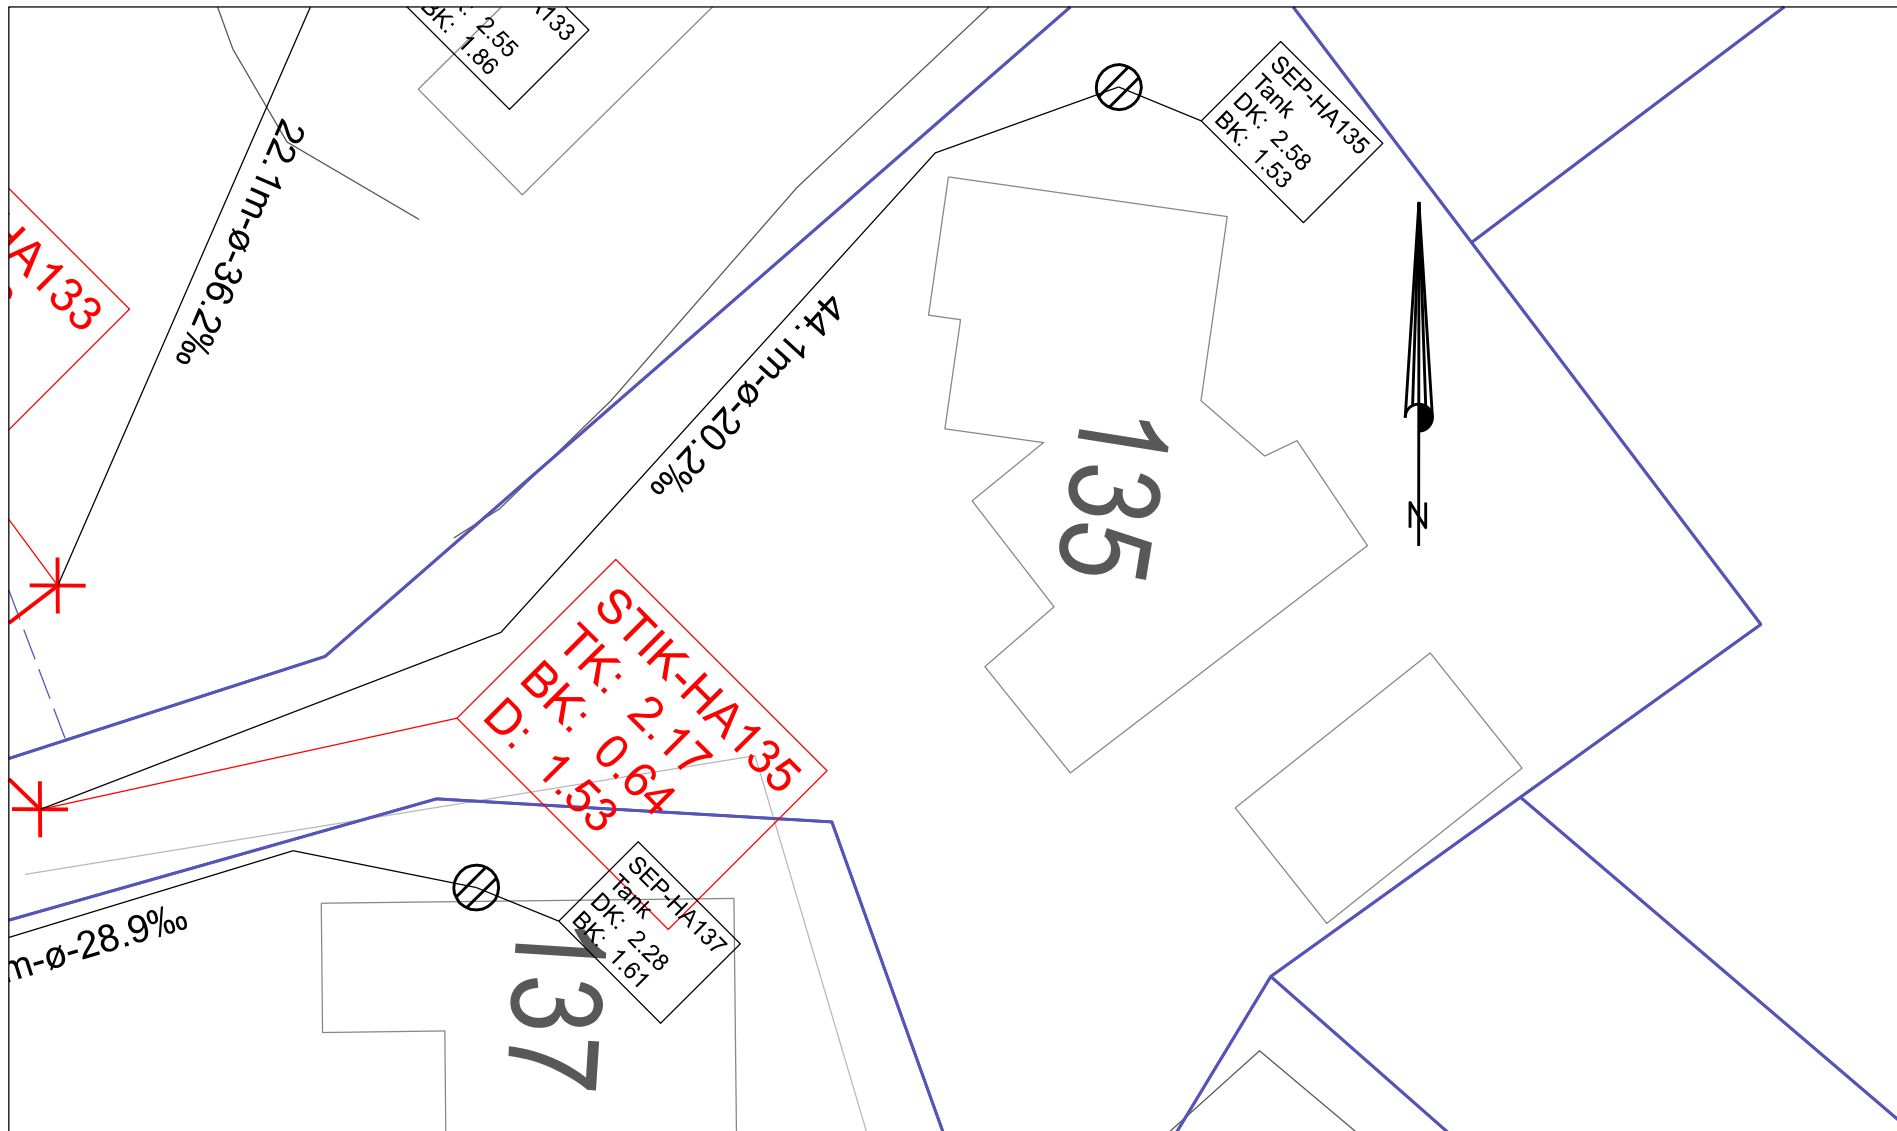 HA133
2.55
BK: 1.86
SEP-HA135
Tank
DK: 2.58
BK: 1.53
22.1m-ø-36.2‰
HA133
44.1m-ø-20.2‰
135
N
STIK-HA135
TK: 2.17
BK: 0.64
D: 1.53
SEP-HA137
Tank
DK: 2.28
BK: 1.61
m-ø-28.9‰
137